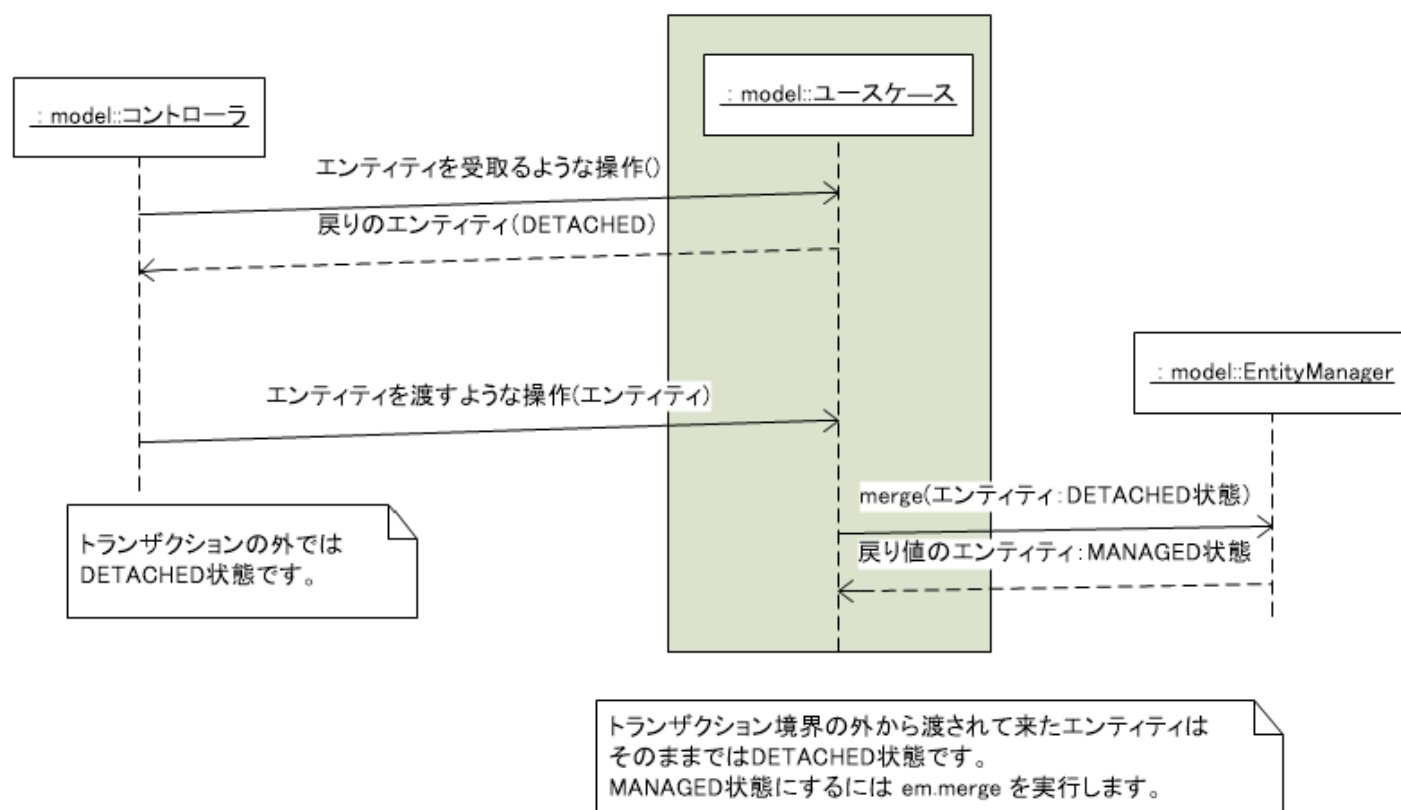 : model::コントローラ
: model::ユースケース
エンティティを受取るような操作()
戻りのエンティティ(DETACHED)
: model::EntityManager
エンティティを渡すような操作(エンティティ)
merge(エンティティ:DETACHED状態)
戻り値のエンティティ:MANAGED状態
トランザクションの外では
DETACHED状態です。
トランザクション境界の外から渡されて来たエンティティは
そのままではDETACHED状態です。
MANAGED状態にするには em.merge を実行します。